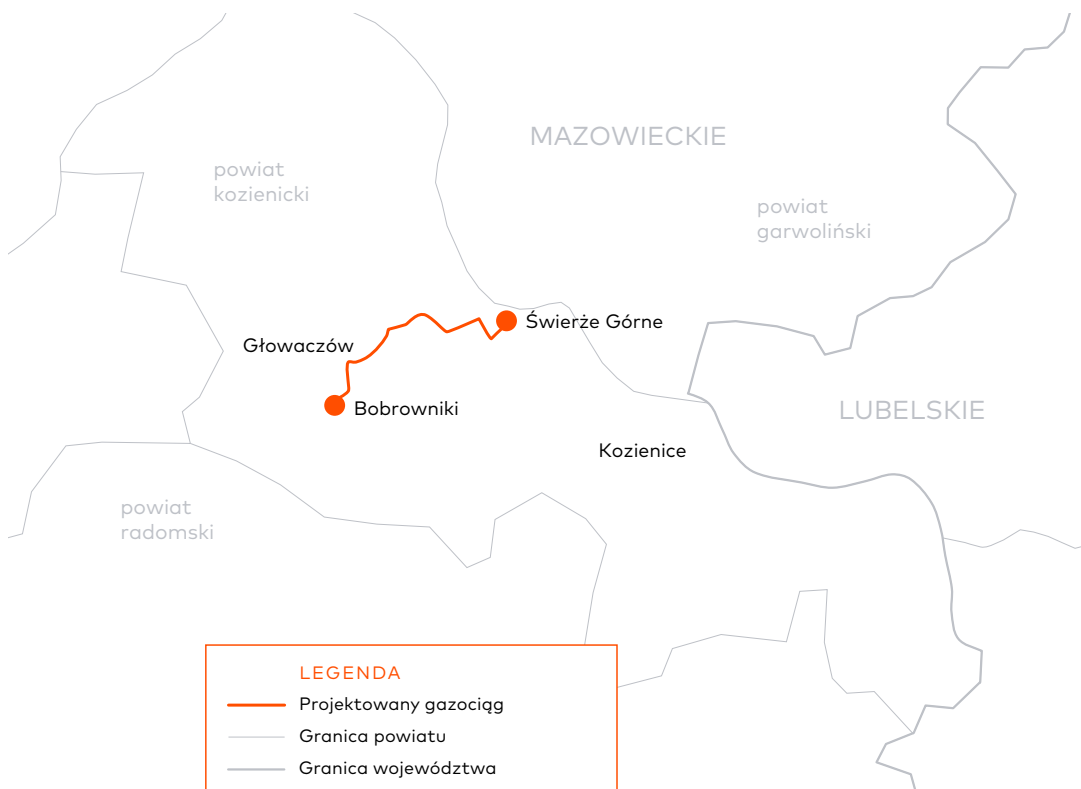 MAZOWIECKIE
powiat
kozienicki
powiat
garwoliński
Świerże Górne
Głowaczów
Bobrowniki
LUBELSKIE
Kozienice
powiat
radomski
LEGENDA
Projektowany gazociąg
Granica powiatu
Granica województwa